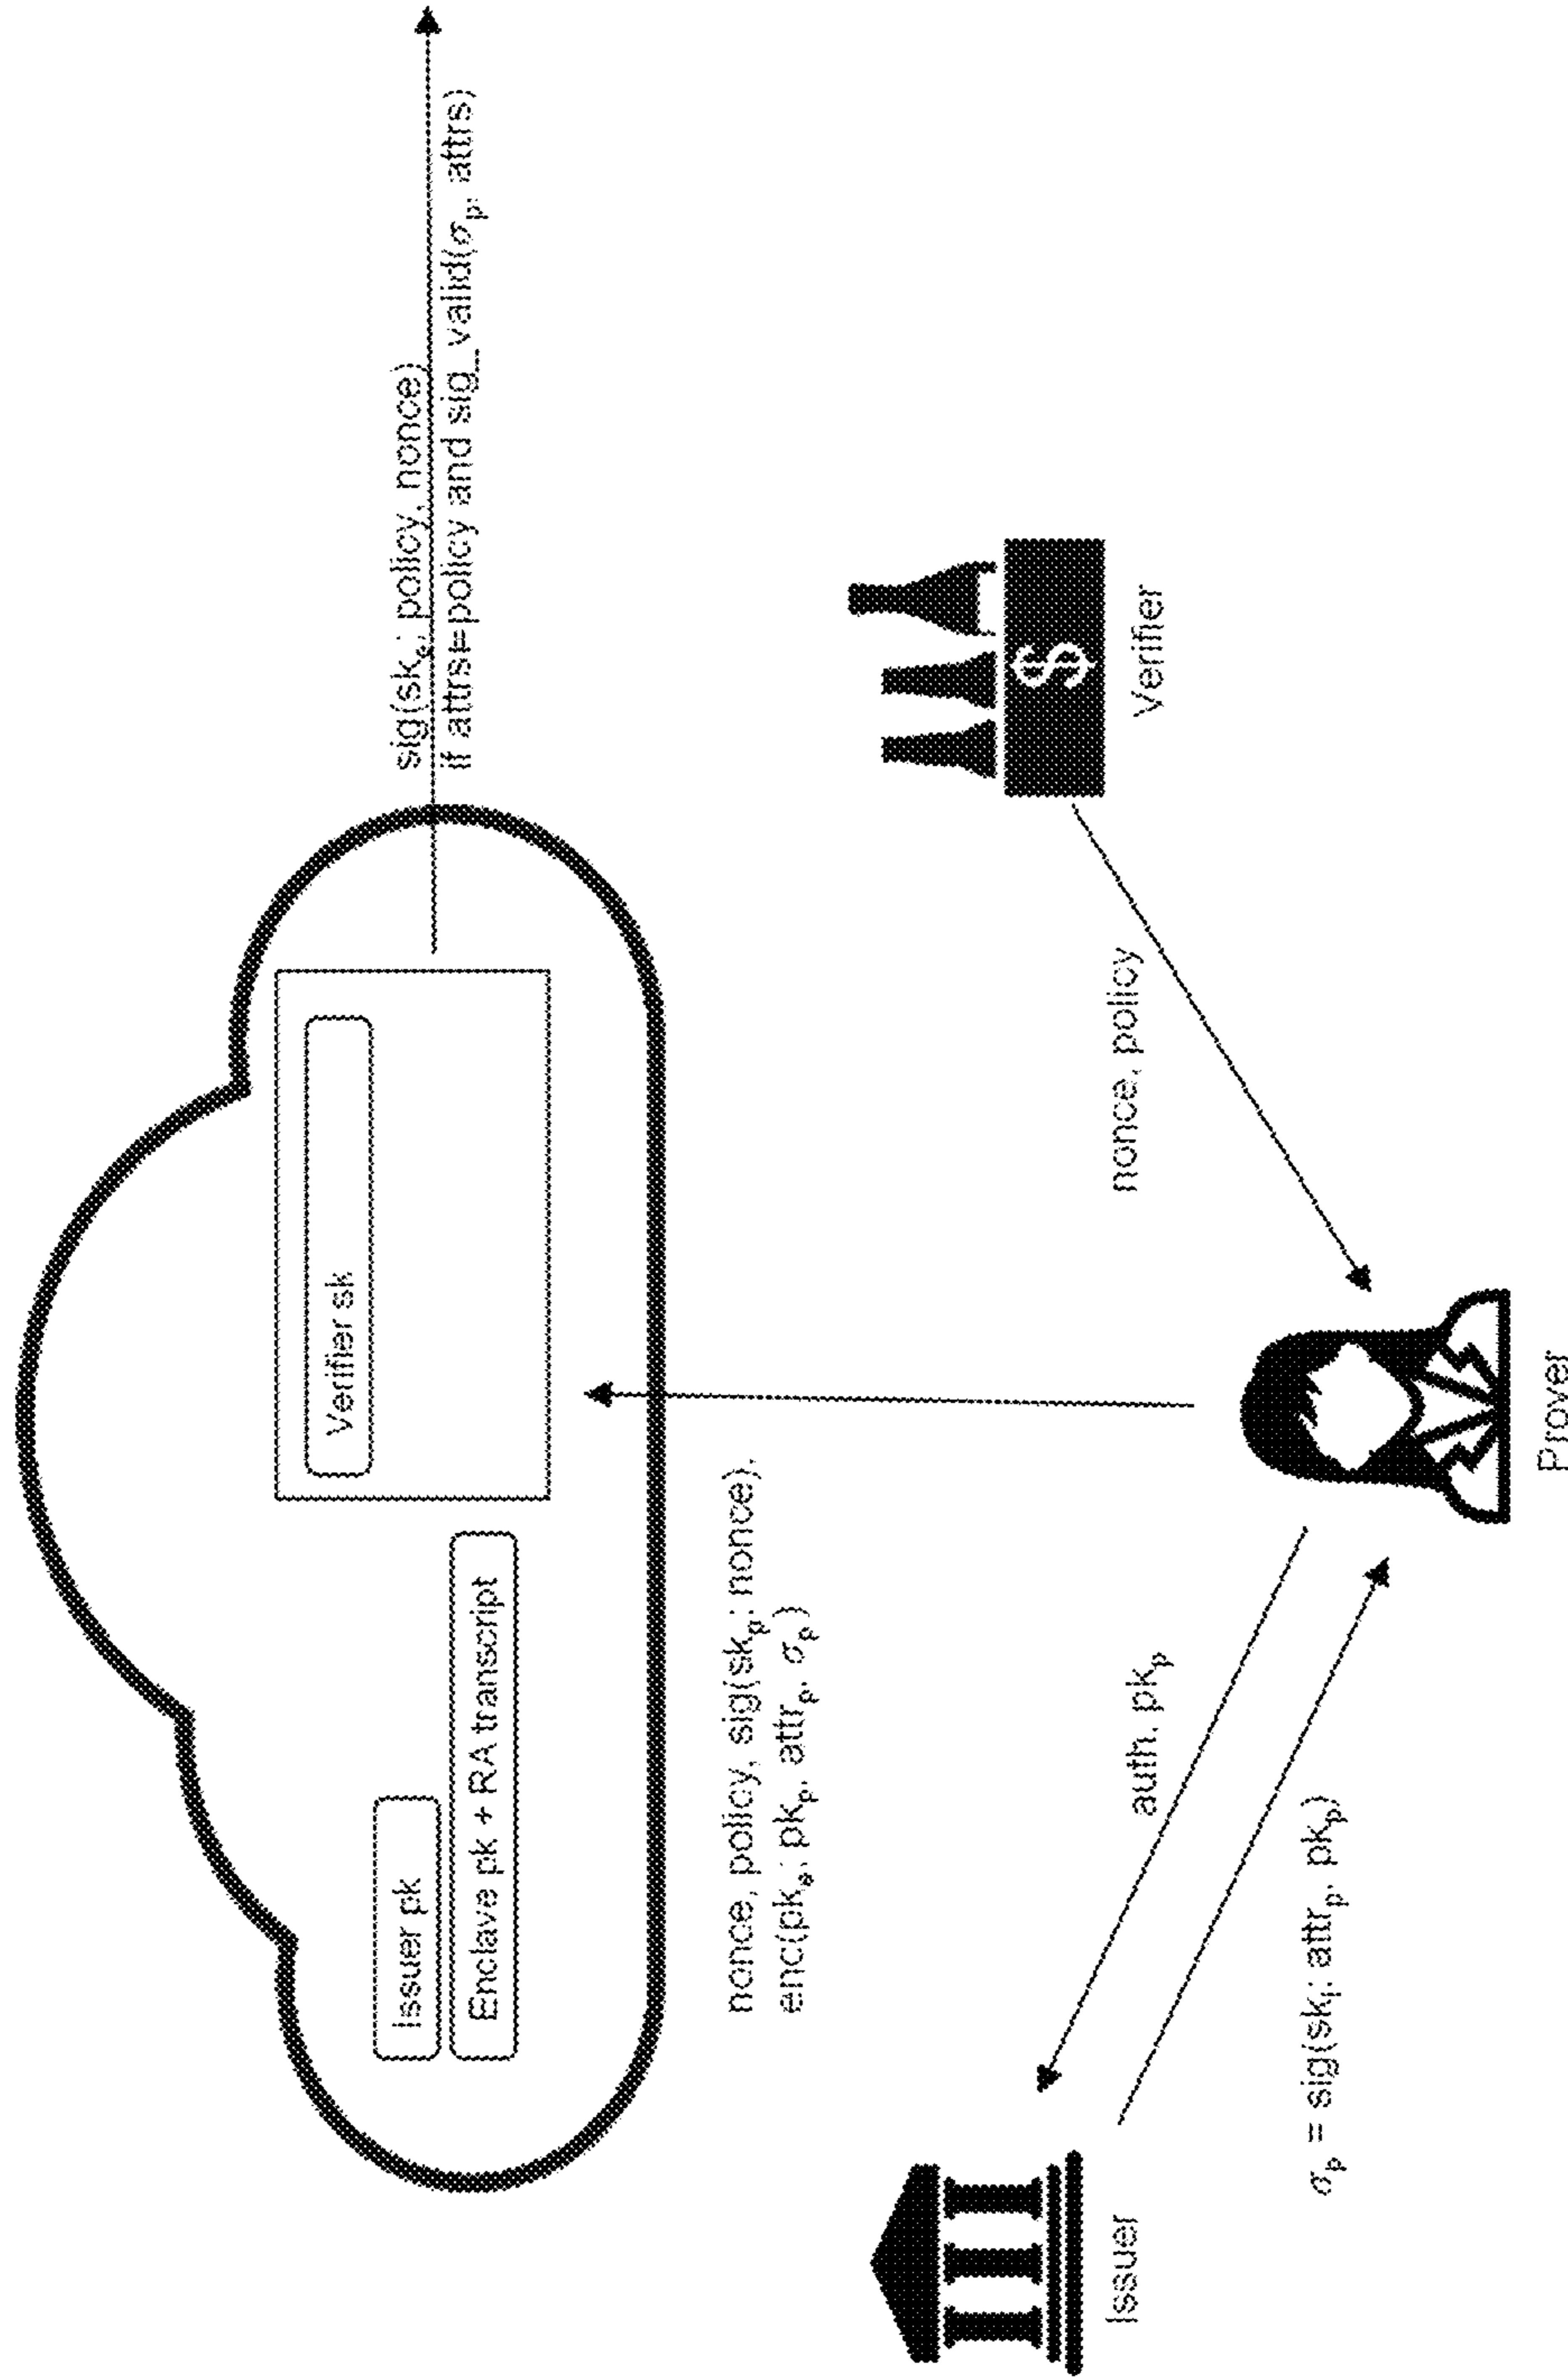 sig(skₑ; policy, nonce)
if attrs⊨policy and sig_valid(σₚ, attrs)
Verifier sk
Issuer pk
Enclave pk + RA transcript
nonce, policy, sig(skₚ; nonce),
enc(pkₑ; pkₚ, attrₚ, σₚ)
nonce, policy
$
Verifier
auth, pkₚ
σₚ = sig(skᵢ; attrₚ, pkₚ)
Issuer
Prover